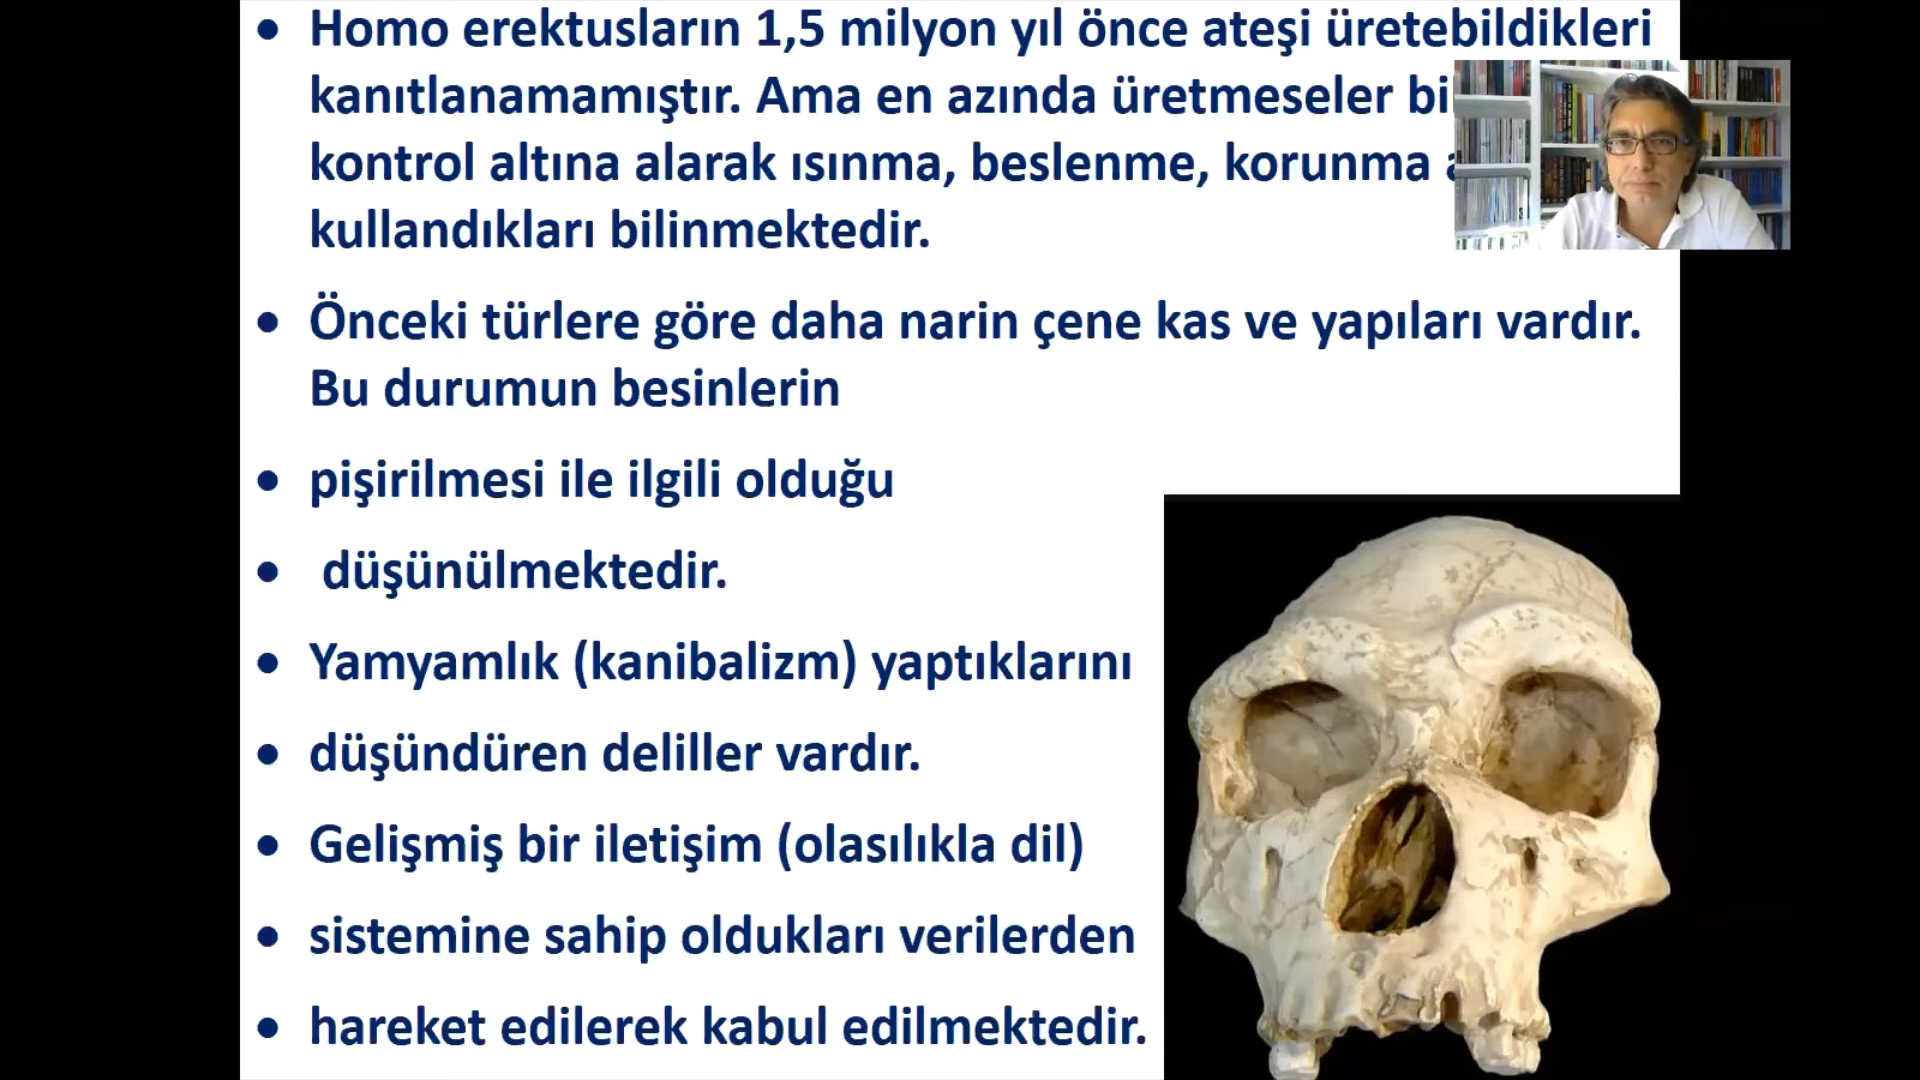 • Homo erektusların 1,5 milyon yıl önce ateşi üretebildikleri
kanıtlanamamıştır. Ama en azında üretmeseler
kontrol altına alarak ısınma, beslenme, korunma
kullandıkları bilinmektedir.
• Önceki türlere göre daha narin çene kas ve yapıları vardır.
Bu durumun besinlerin
• pişirilmesi ile ilgili olduğu
• düşünülmektedir.
• Yamyamlık (kanibalizm) yaptıklarını
• düşündüren deliller vardır.
• Gelişmiş bir iletişim (olasılıkla dil)
• sistemine sahip oldukları verilerden
• hareket edilerek kabul edilmektedir.